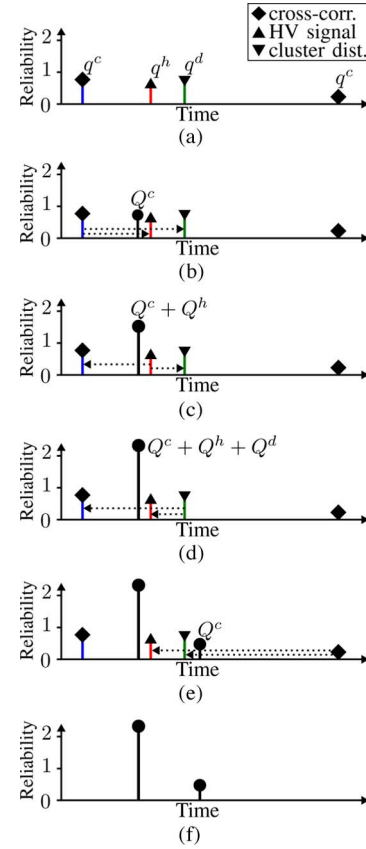 cross-corr.
HV signal
cluster dist.
Reliability
2
1
0
q^c
q^h
q^d
q^c
Time
(a)
Reliability
2
1
0
Q^c
Time
(b)
Reliability
2
1
0
Q^c + Q^h
Time
(c)
Reliability
2
1
0
Q^c + Q^h + Q^d
Time
(d)
Reliability
2
1
0
Q^c
Time
(e)
Reliability
2
1
0
Time
(f)